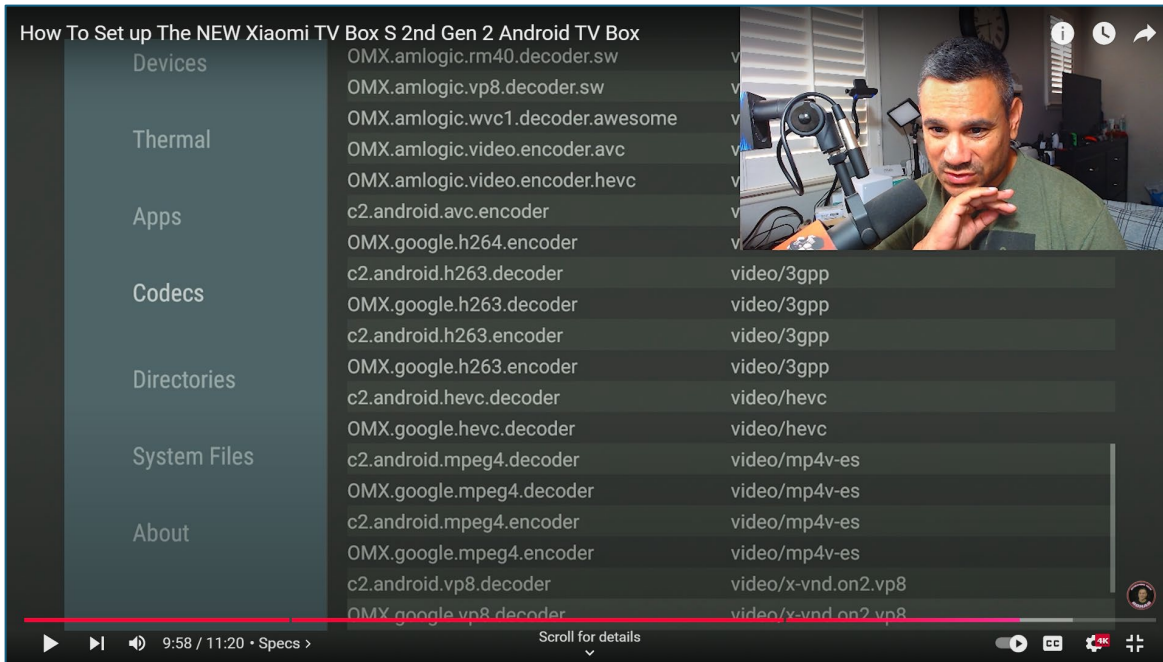 How To Set up The NEW Xiaomi TV Box S 2nd Gen 2 Android TV Box
Devices
Thermal
Apps
Codecs
Directories
System Files
About
OMX.amlogic.rm40.decoder.sw v
OMX.amlogic.vp8.decoder.sw v
OMX.amlogic.wvc1.decoder.awesome v
OMX.amlogic.video.encoder.avc v
OMX.amlogic.video.encoder.hevc v
c2.android.avc.encoder v
OMX.google.h264.encoder v
c2.android.h263.decoder video/3gpp
OMX.google.h263.decoder video/3gpp
c2.android.h263.encoder video/3gpp
OMX.google.h263.encoder video/3gpp
c2.android.hevc.decoder video/hevc
OMX.google.hevc.decoder video/hevc
c2.android.mpeg4.decoder video/mp4v-es
OMX.google.mpeg4.decoder video/mp4v-es
c2.android.mpeg4.encoder video/mp4v-es
OMX.google.mpeg4.encoder video/mp4v-es
c2.android.vp8.decoder video/x-vnd.on2.vp8
OMX.google.vp8.decoder video/x-vnd.on2.vp8
9:58 / 11:20 • Specs >
Scroll for details
CC
4K